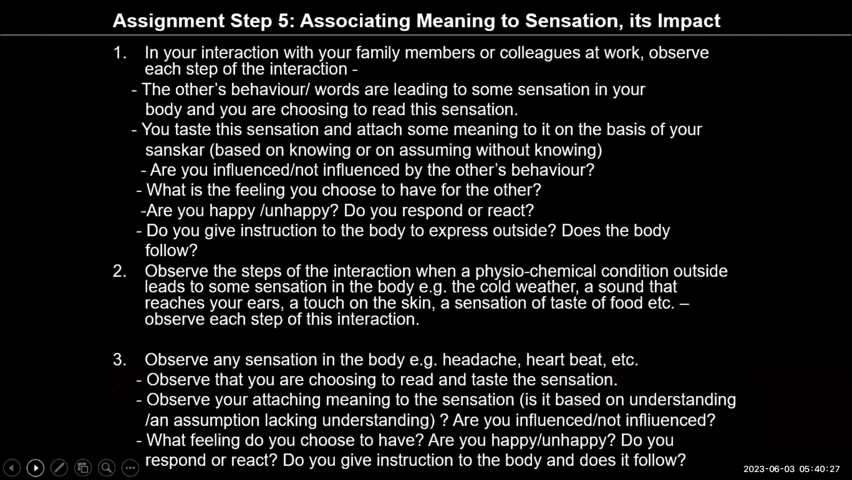 Assignment Step 5: Associating Meaning to Sensation, its Impact
1. In your interaction with your family members or colleagues at work, observe
each step of the interaction -
- The other's behaviour/ words are leading to some sensation in your
body and you are choosing to read this sensation.
- You taste this sensation and attach some meaning to it on the basis of your
sanskar (based on knowing or on assuming without knowing)
- Are you influenced/not influenced by the other's behaviour?
- What is the feeling you choose to have for the other?
-Are you happy /unhappy? Do you respond or react?
- Do you give instruction to the body to express outside? Does the body
follow?
2. Observe the steps of the interaction when a physio-chemical condition outside
leads to some sensation in the body e.g. the cold weather, a sound that
reaches your ears, a touch on the skin, a sensation of taste of food etc. –
observe each step of this interaction.
3. Observe any sensation in the body e.g. headache, heart beat, etc.
- Observe that you are choosing to read and taste the sensation.
- Observe your attaching meaning to the sensation (is it based on understanding
/an assumption lacking understanding) ? Are you influenced/not infliuenced?
- What feeling do you choose to have? Are you happy/unhappy? Do you
respond or react? Do you give instruction to the body and does it follow?
2023-06-03 05:40:27